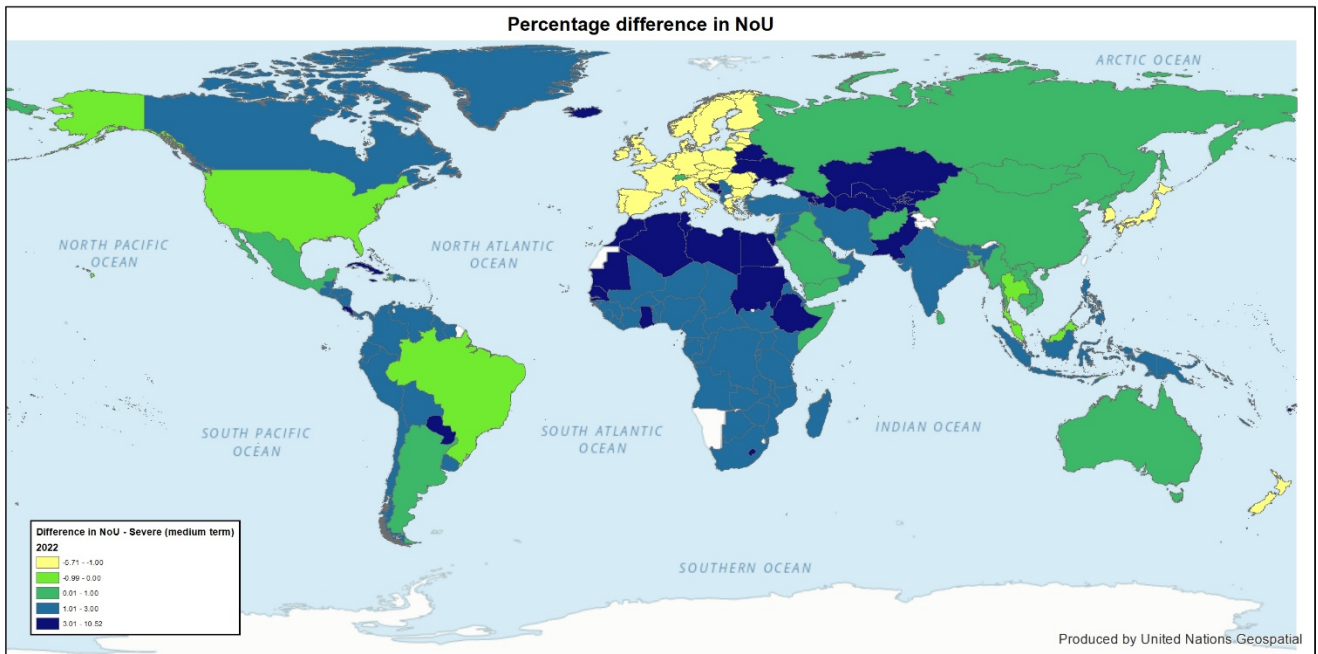 Percentage difference in NoU
ARCTIC OCEAN
NORTH PACIFIC
OCEAN
NORTH ATLANTIC
OCEAN
SOUTH PACIFIC
OCEAN
SOUTH ATLANTIC
OCEAN
INDIAN OCEAN
SOUTHERN OCEAN
Difference in NoU - Severe (medium term)
2022
-5.71 - -1.00
-0.99 - 0.00
0.01 - 1.00
1.01 - 3.00
3.01 - 10.52
Produced by United Nations Geospatial